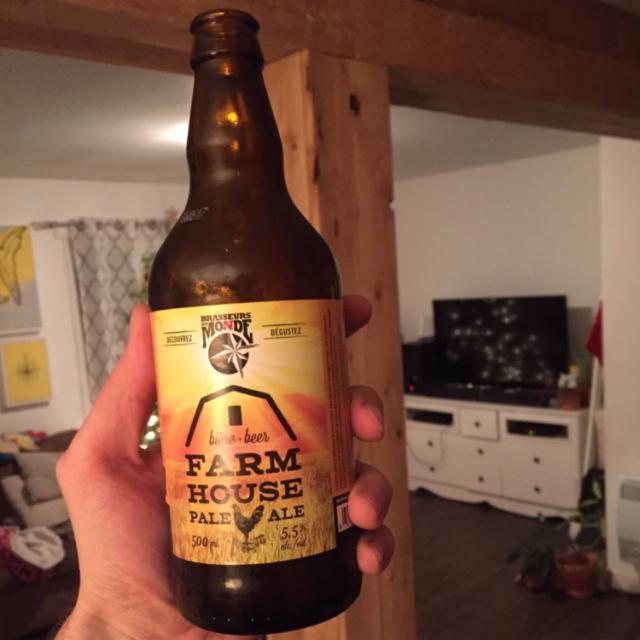 BRASSEURS
DU MONDE
DÉCOUVREZ
DÉGUSTEZ
bière • beer
FARM
HOUSE
PALE ALE
500 ml
5.5%
alc./vol.